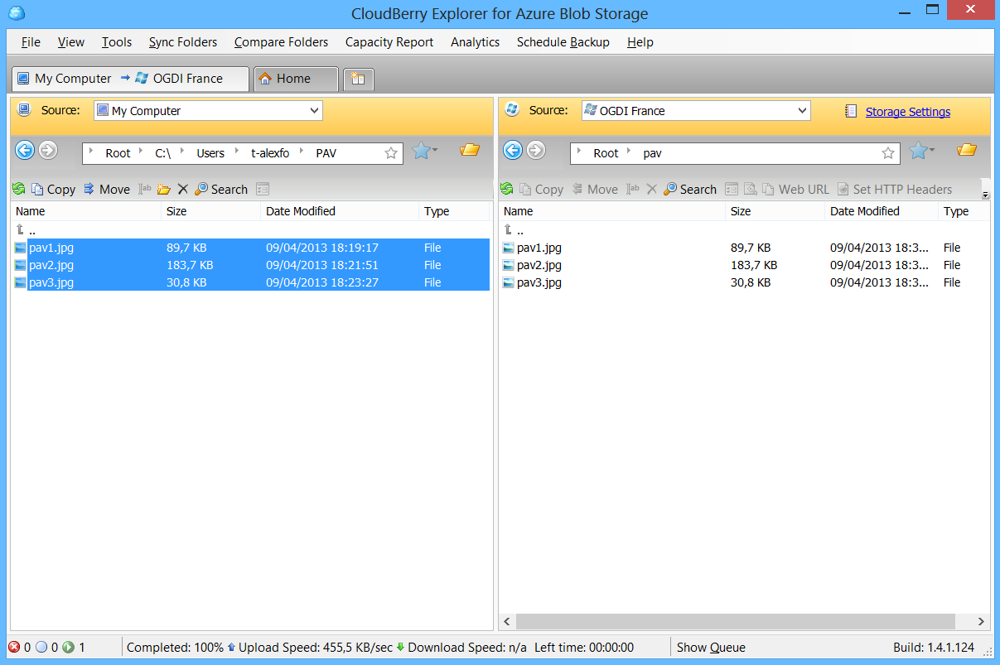 CloudBerry Explorer for Azure Blob Storage
File View Tools Sync Folders Compare Folders Capacity Report Analytics Schedule Backup Help
My Computer OGDI France Home
Source: My Computer
Root C:\ Users t-alexfo PAV
Copy Move Search
Name Size Date Modified Type
..
pav1.jpg 89,7 KB 09/04/2013 18:19:17 File
pav2.jpg 183,7 KB 09/04/2013 18:21:51 File
pav3.jpg 30,8 KB 09/04/2013 18:23:27 File
Source: OGDI France Storage Settings
Root pav
Copy Move Search Web URL Set HTTP Headers
Name Size Date Modified Type
..
pav1.jpg 89,7 KB 09/04/2013 18:3... File
pav2.jpg 183,7 KB 09/04/2013 18:3... File
pav3.jpg 30,8 KB 09/04/2013 18:3... File
0 0 1 Completed: 100% Upload Speed: 455,5 KB/sec Download Speed: n/a Left time: 00:00:00 Show Queue Build: 1.4.1.124